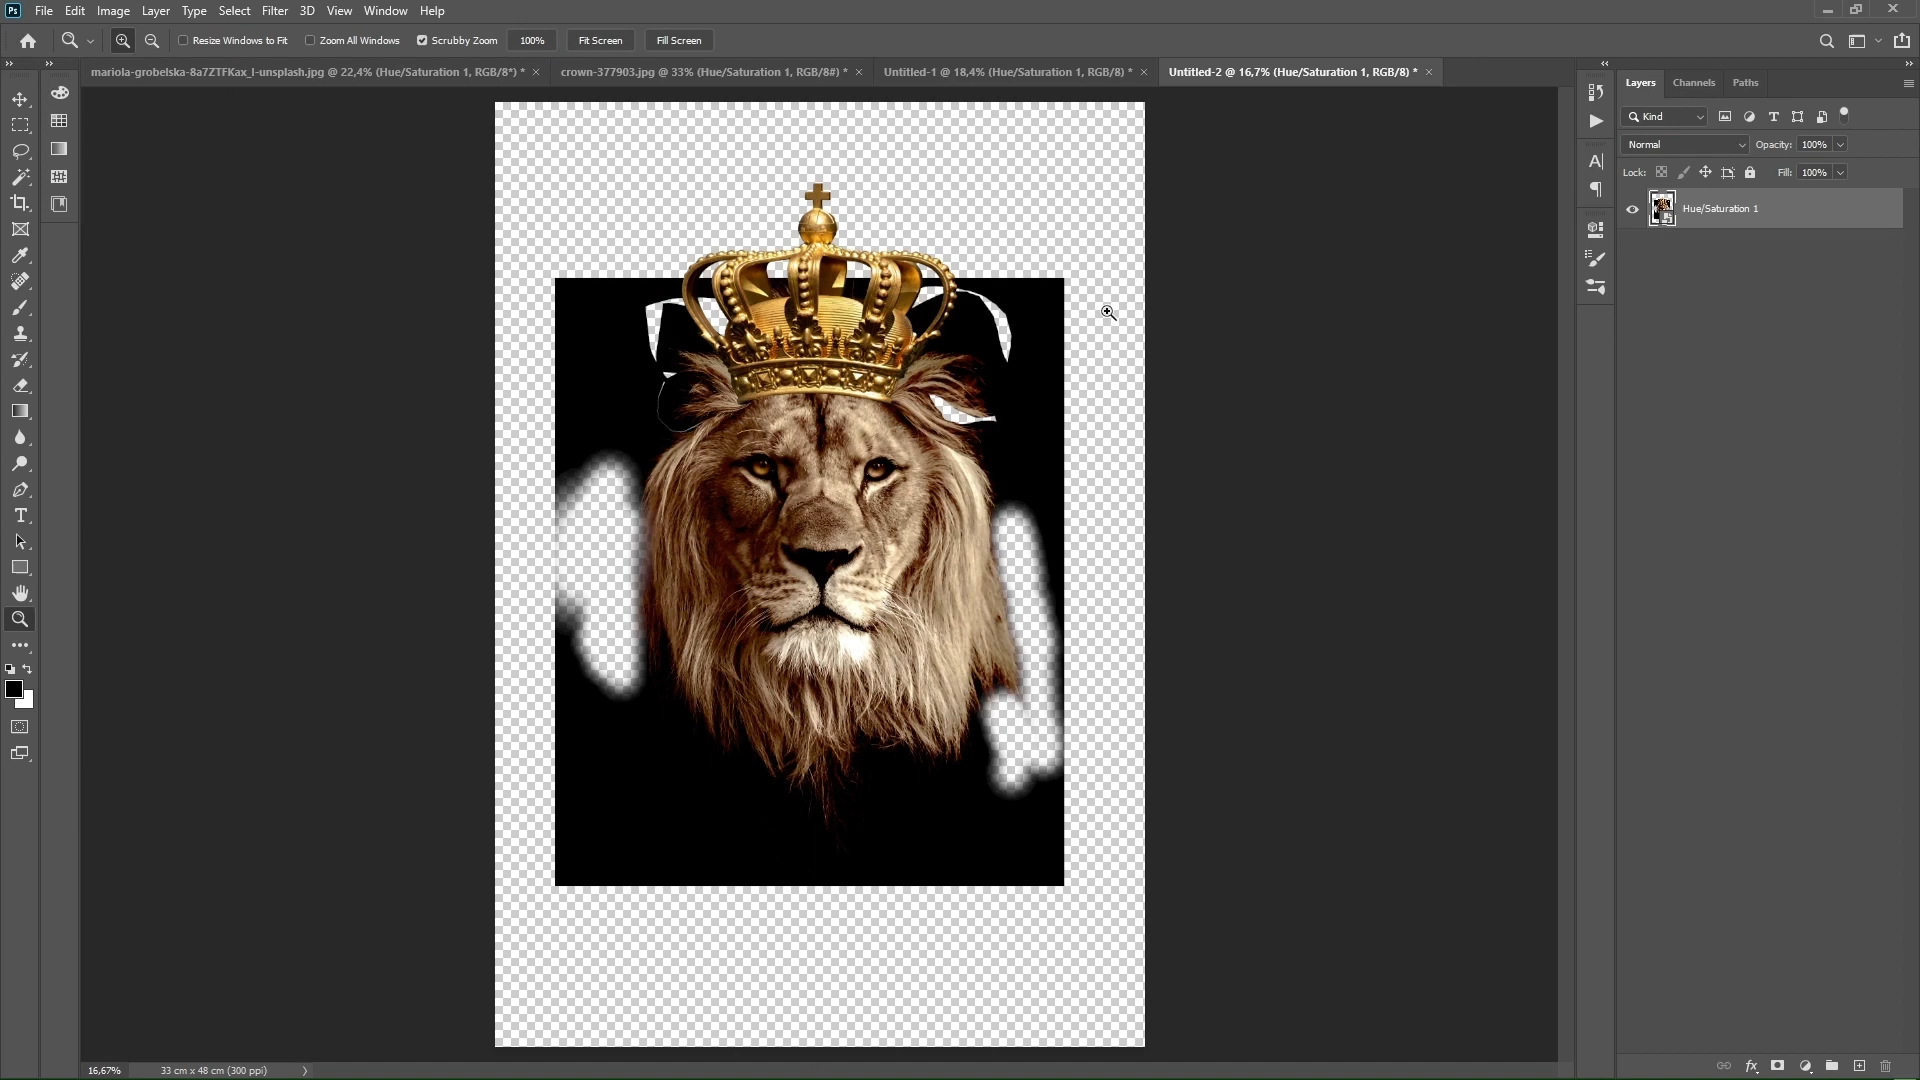 Ps File Edit Image Layer Type Select Filter 3D View Window Help
Resize Windows to Fit Zoom All Windows Scrubby Zoom 100% Fit Screen Fill Screen
mariola-grobelska-8a7ZTFKax_I-unsplash.jpg @ 22,4% (Hue/Saturation 1, RGB/8*) * crown-377903.jpg @ 33% (Hue/Saturation 1, RGB/8#) * Untitled-1 @ 18,4% (Hue/Saturation 1, RGB/8) * Untitled-2 @ 16,7% (Hue/Saturation 1, RGB/8) *
Layers Channels Paths
Kind
Normal Opacity: 100%
Lock: Fill: 100%
Hue/Saturation 1
16,67% 33 cm x 48 cm (300 ppi)